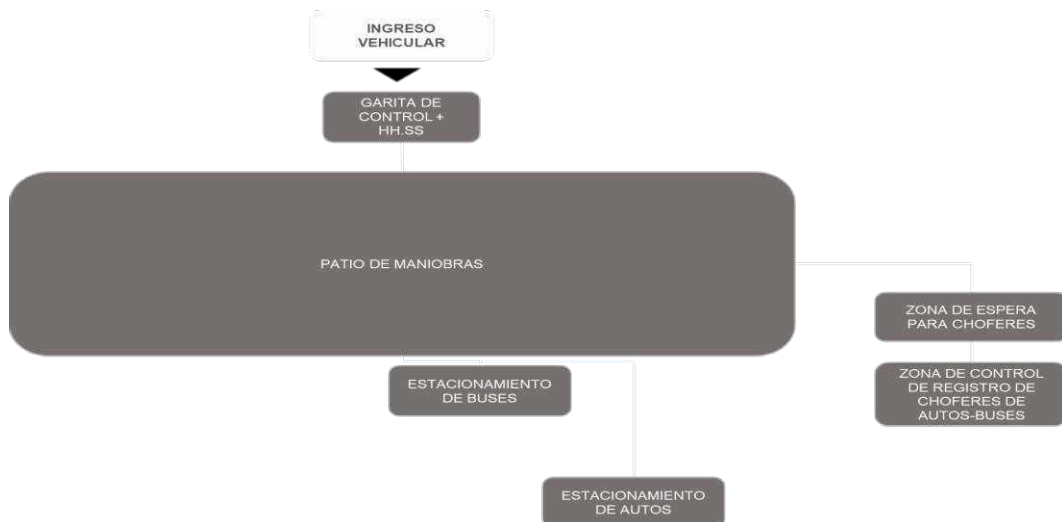 INGRESO
VEHICULAR
GARITA DE
CONTROL +
HH.SS
PATIO DE MANIOBRAS
ZONA DE ESPERA
PARA CHOFERES
ZONA DE CONTROL
DE REGISTRO DE
CHOFERES DE
AUTOS-BUSES
ESTACIONAMIENTO
DE BUSES
ESTACIONAMIENTO
DE AUTOS